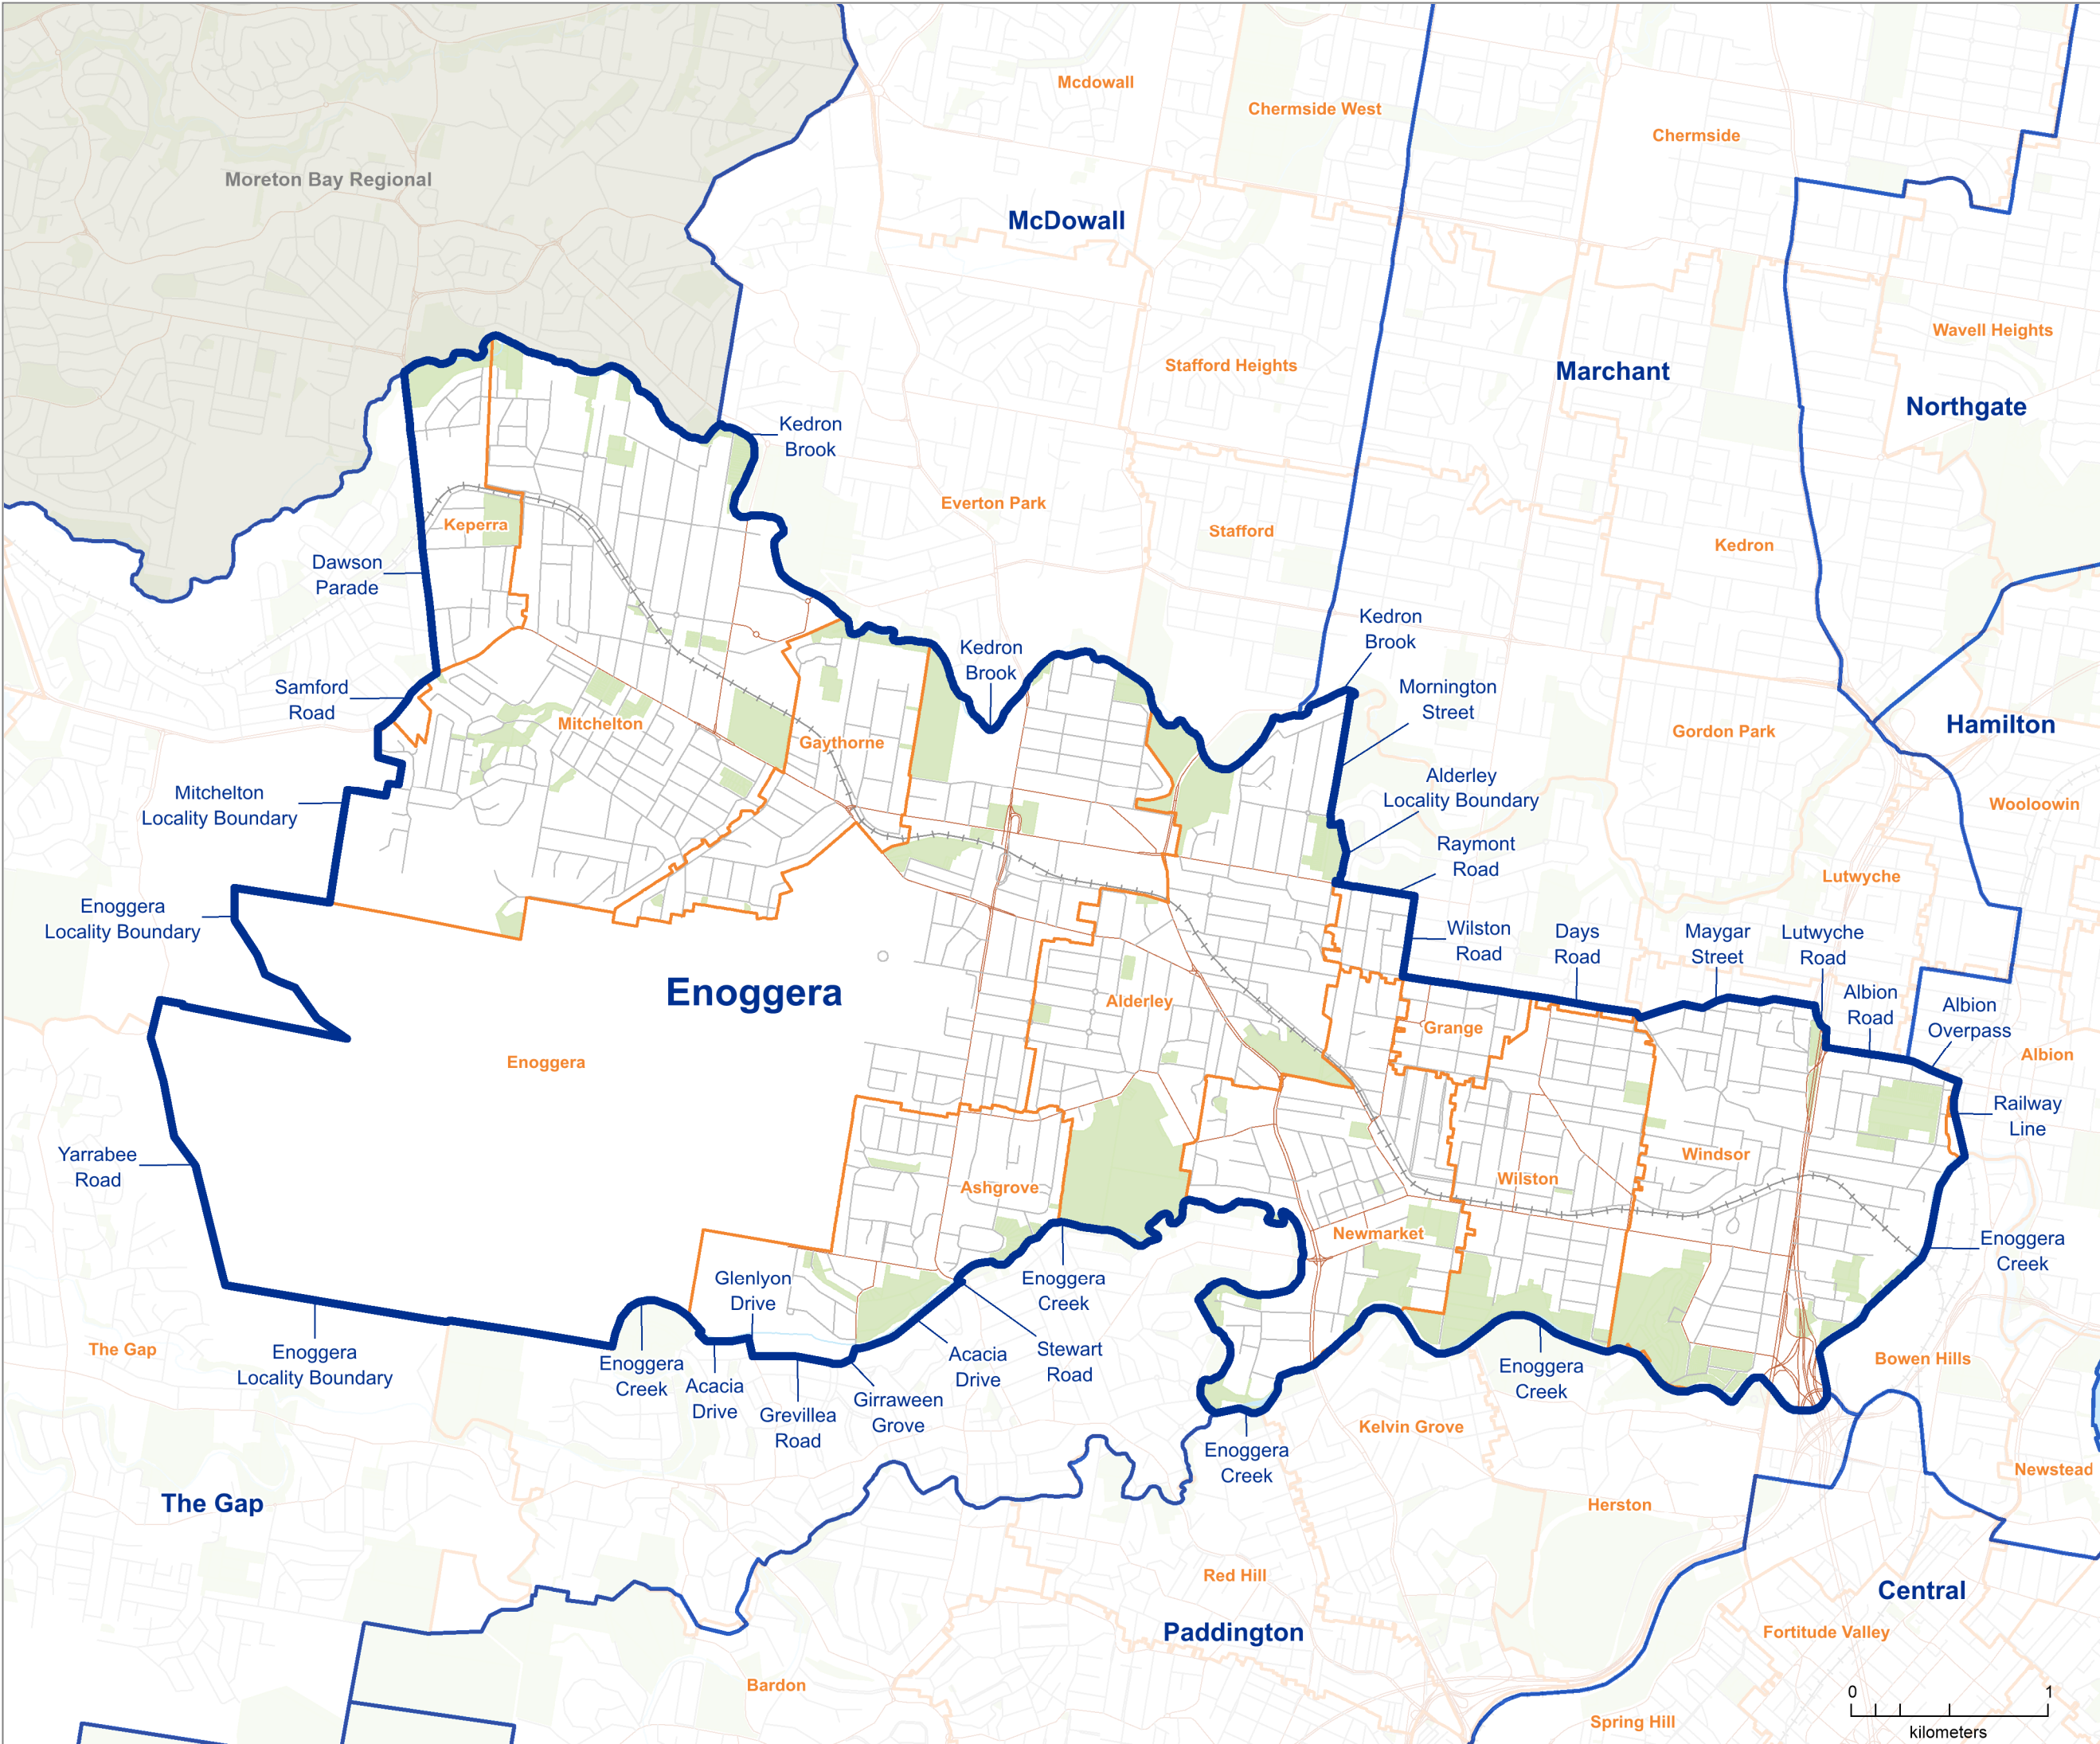 Mcdowall
Chermside West
Chermside
Moreton Bay Regional
McDowall
Wavell Heights
Stafford Heights
Marchant
Northgate
Kedron
Brook
Everton Park
Keperra
Stafford
Kedron
Dawson
Parade
Kedron
Brook
Kedron
Brook
Samford
Road
Mornington
Street
Mitchelton
Gaythorne
Gordon Park
Hamilton
Mitchelton
Locality Boundary
Alderley
Locality Boundary
Wooloowin
Raymont
Road
Lutwyche
Enoggera
Locality Boundary
Wilston
Road
Days
Road
Maygar
Street
Lutwyche
Road
Enoggera
Alderley
Albion
Road
Albion
Overpass
Grange
Enoggera
Albion
Railway
Line
Yarrabee
Road
Windsor
Ashgrove
Wilston
Newmarket
Enoggera
Creek
Glenlyon
Drive
Enoggera
Creek
The Gap
Enoggera
Locality Boundary
Enoggera
Creek
Acacia
Drive
Grevillea
Road
Girraween
Grove
Acacia
Drive
Stewart
Road
Enoggera
Creek
Bowen Hills
Kelvin Grove
Enoggera
Creek
Newstead
The Gap
Herston
Red Hill
Central
Paddington
Fortitude Valley
Bardon
Spring Hill
0 1
kilometers